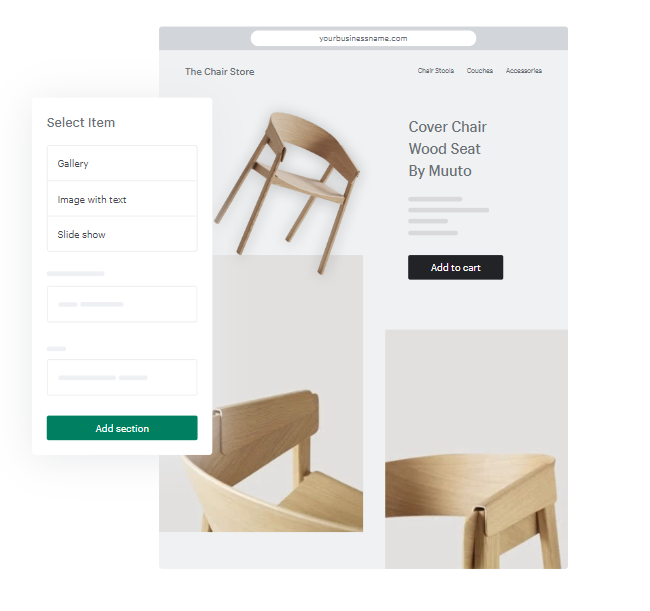 yourbusinessname.com
The Chair Store
Chair Stools
Couches
Accessories
Select Item
Gallery
Image with text
Slide show
Add section
Cover Chair
Wood Seat
By Muuto
Add to cart